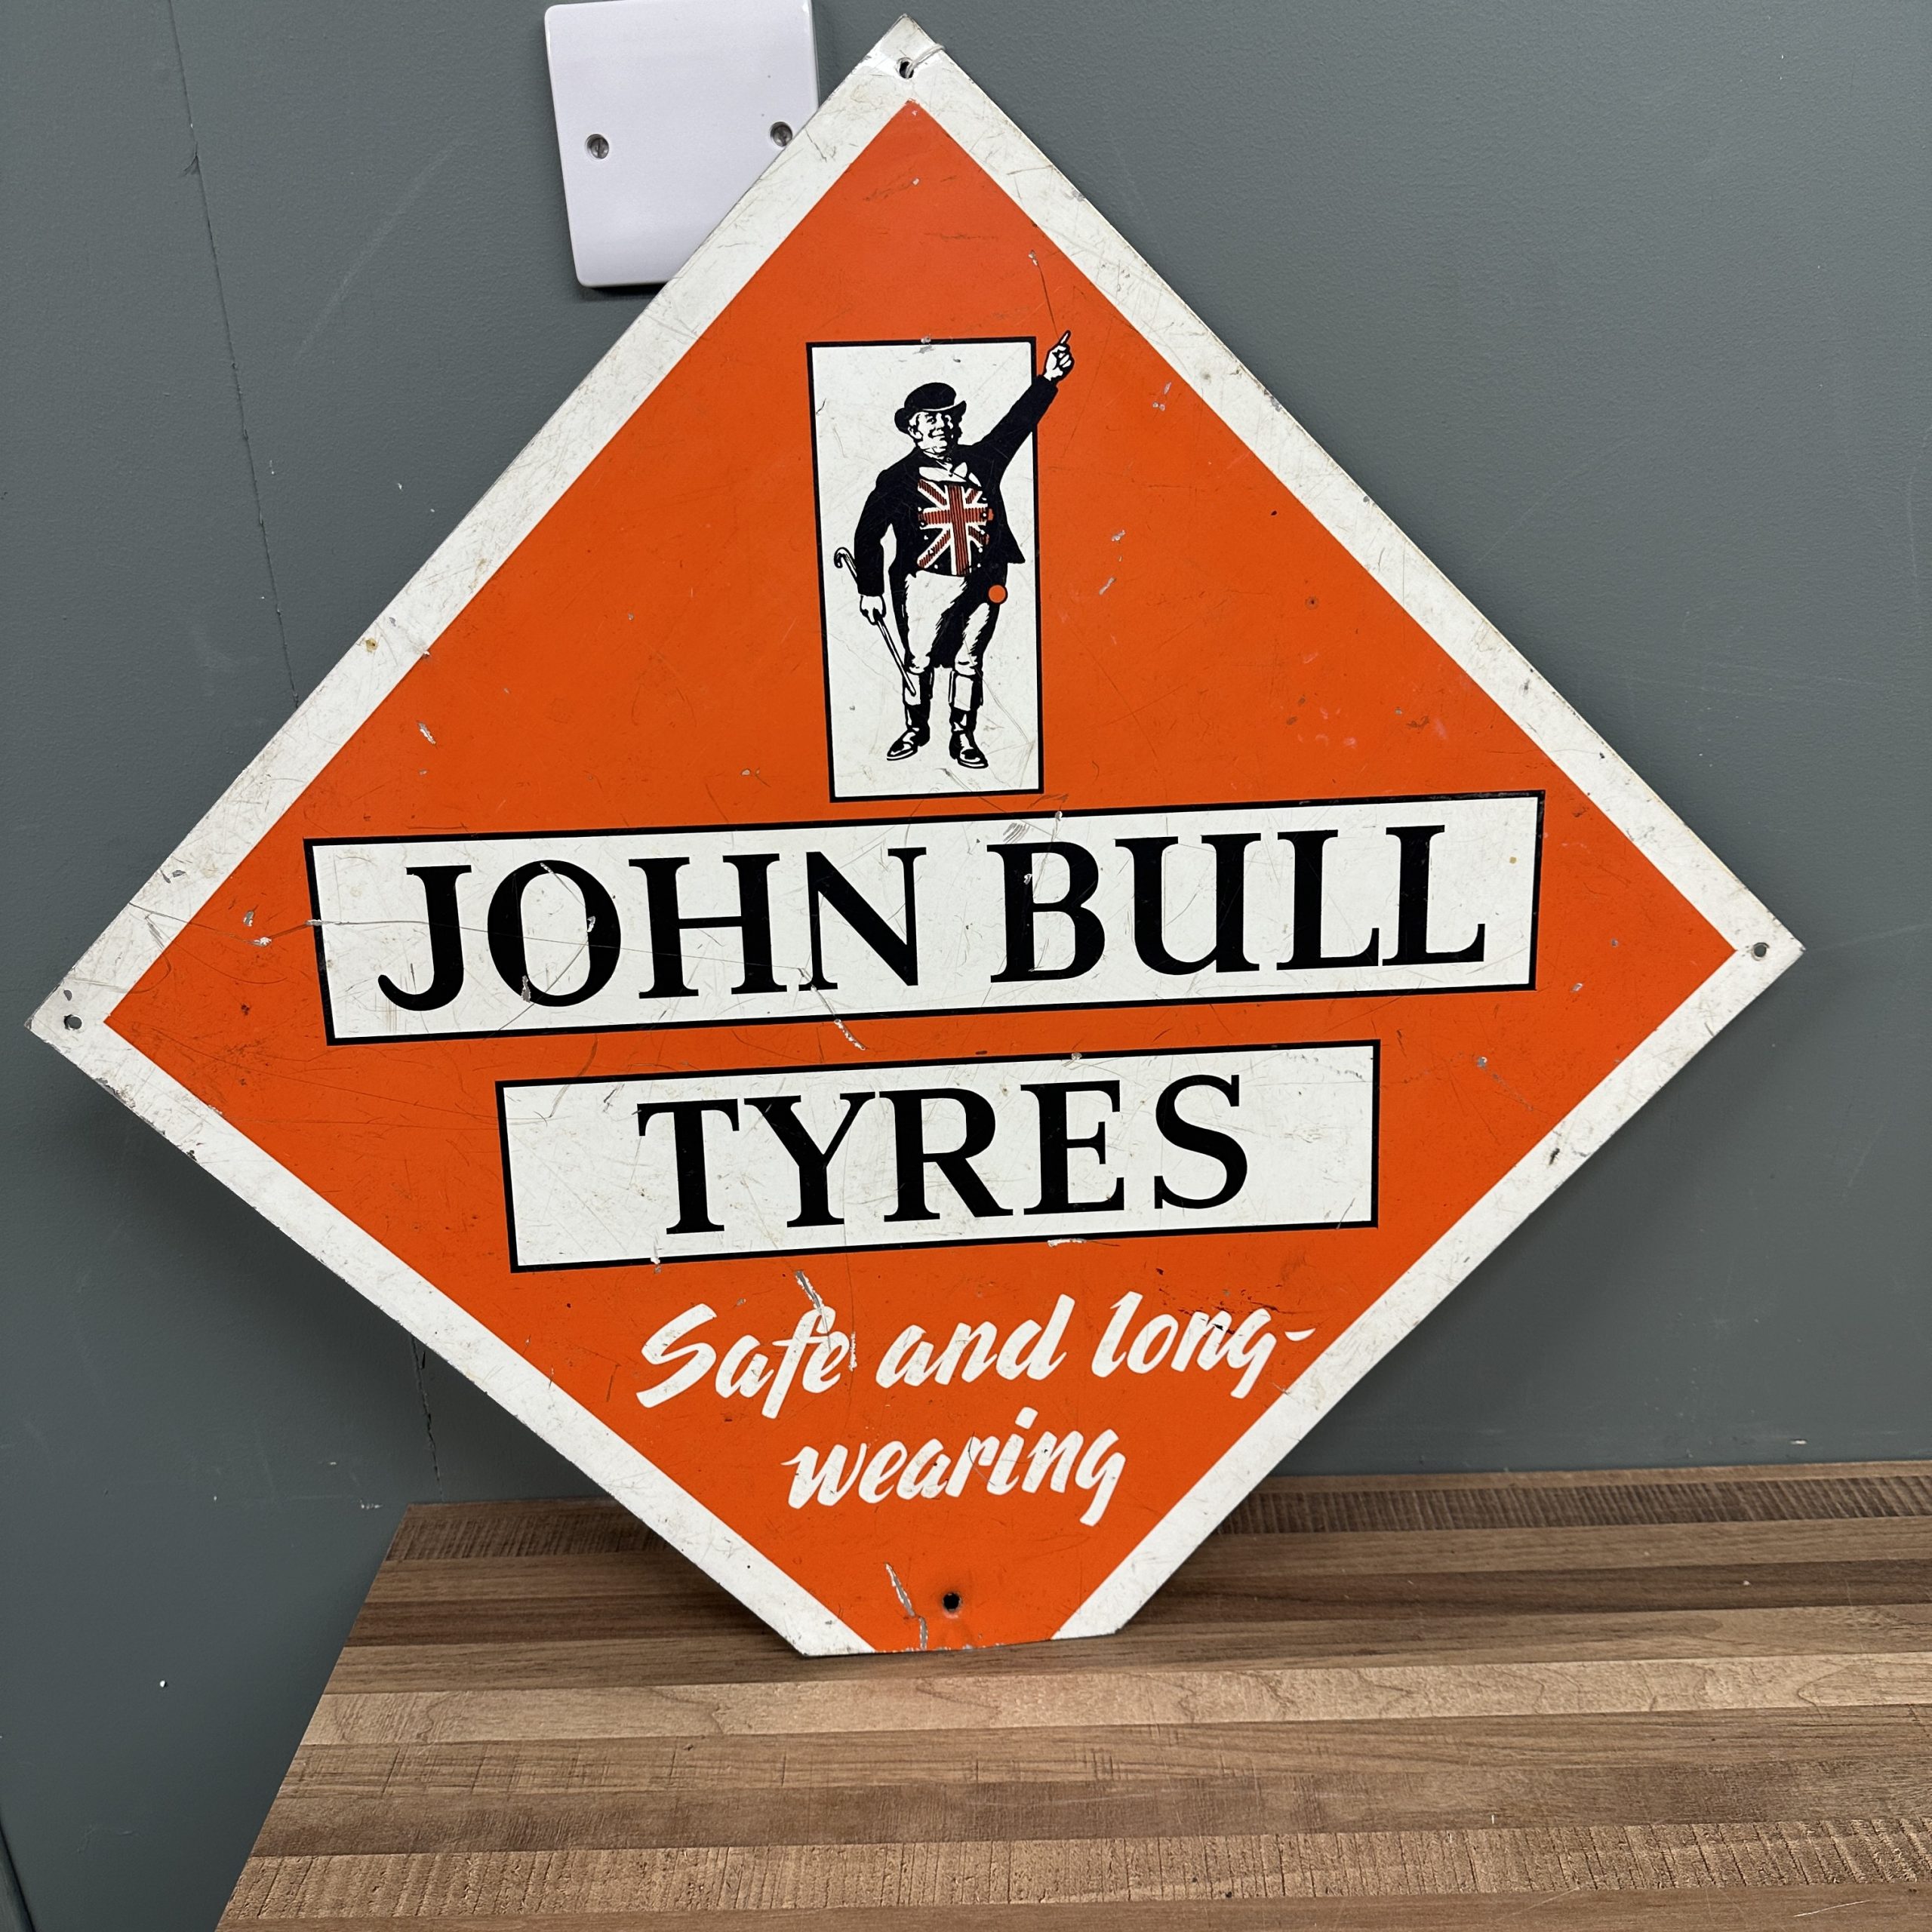 JOHN BULL
TYRES
Safe and long-
wearing